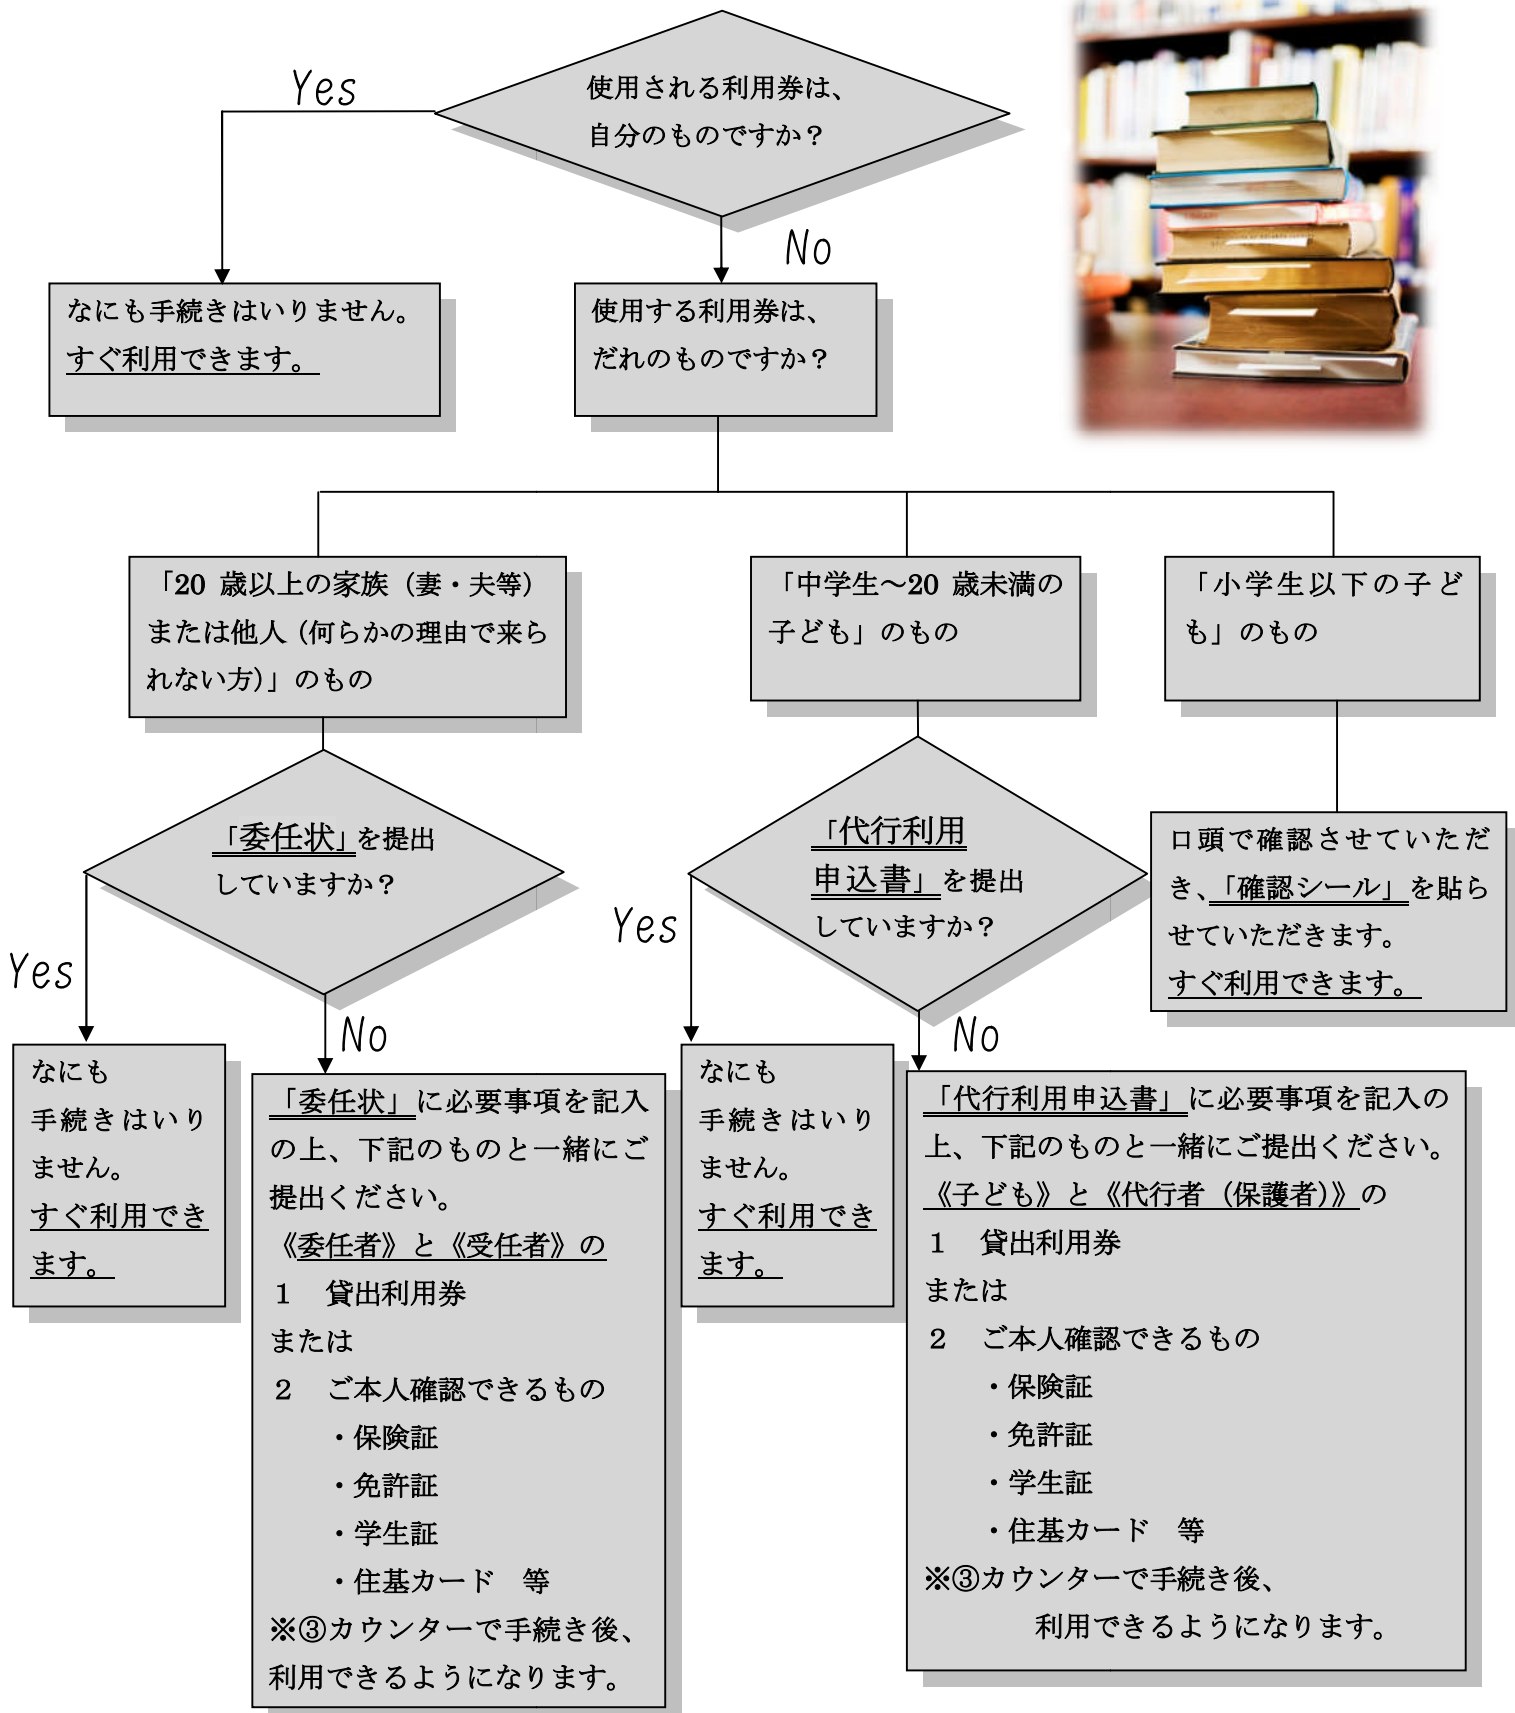 使用される利用券は、
自分のものですか？
Yes
No
なにも手続きはいりません。
すぐ利用できます。
使用する利用券は、
だれのものですか？
「20 歳以上の家族（妻・夫等）
または他人（何らかの理由で来ら
れない方）」のもの
「中学生～20 歳未満の
子ども」のもの
「小学生以下の子ど
も」のもの
「委任状」を提出
していますか？
Yes
No
「代行利用
申込書」を提出
していますか？
Yes
No
口頭で確認させていただ
き、「確認シール」を貼ら
せていただきます。
すぐ利用できます。
なにも
手続きはいり
ません。
すぐ利用でき
ます。
「委任状」に必要事項を記入
の上、下記のものと一緒にご
提出ください。
《委任者》と《受任者》の
１　貸出利用券
または
２　ご本人確認できるもの
・保険証
・免許証
・学生証
・住基カード　等
※③カウンターで手続き後、
利用できるようになります。
なにも
手続きはいり
ません。
すぐ利用でき
ます。
「代行利用申込書」に必要事項を記入の
上、下記のものと一緒にご提出ください。
《子ども》と《代行者（保護者）》の
１　貸出利用券
または
２　ご本人確認できるもの
・保険証
・免許証
・学生証
・住基カード　等
※③カウンターで手続き後、
利用できるようになります。